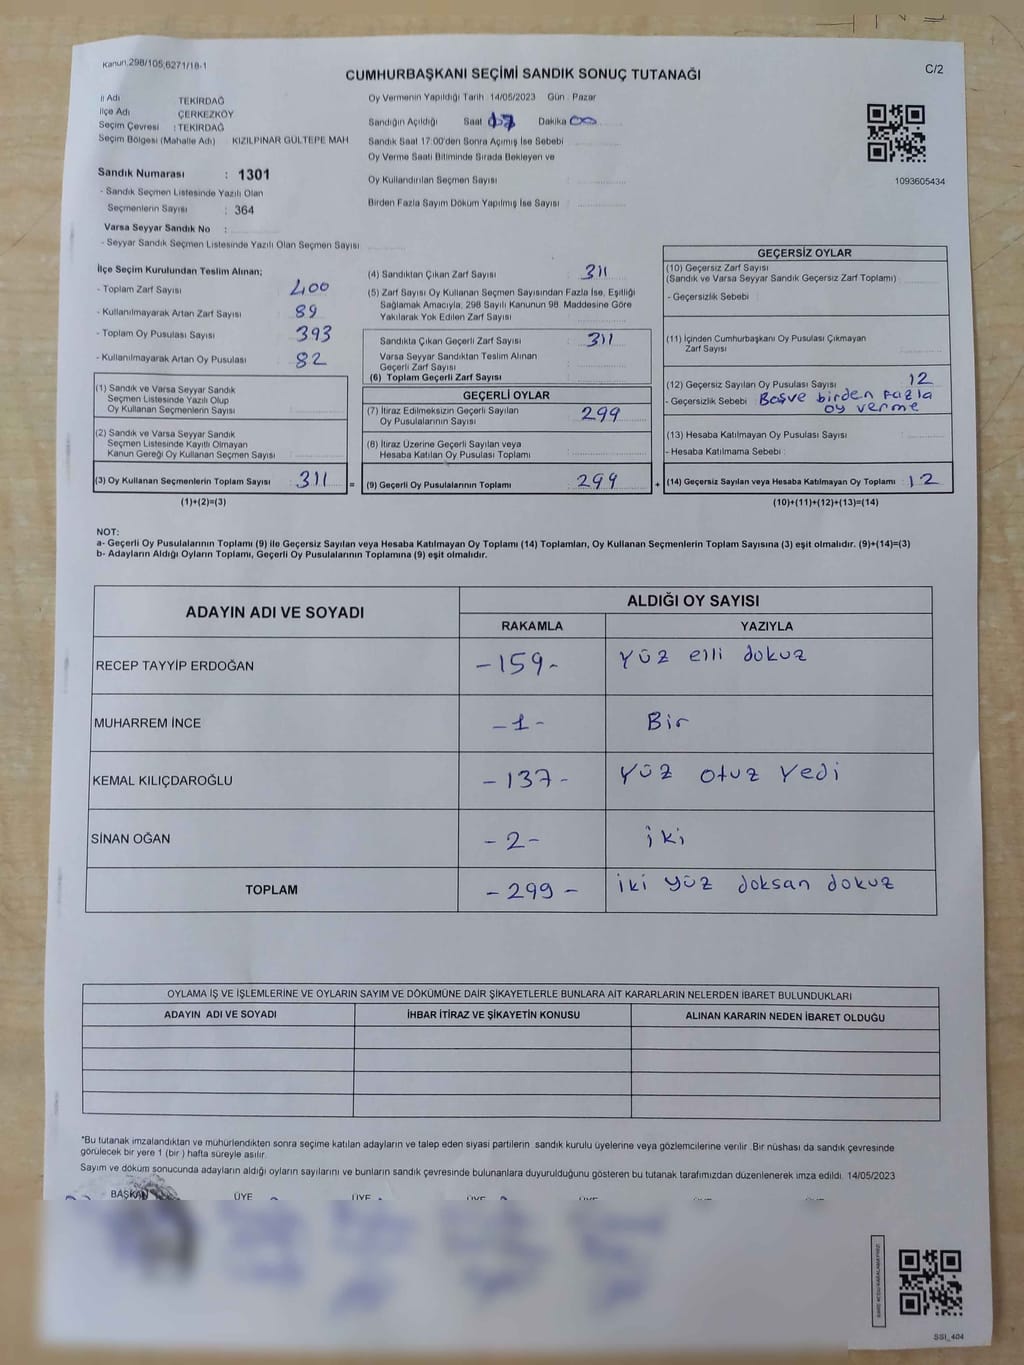 Kanun.298/105,6271/18-1
C/2
CUMHURBAŞKANI SEÇİMİ SANDIK SONUÇ TUTANAĞI
İl Adı TEKİRDAĞ
İlçe Adı ÇERKEZKÖY
Seçim Çevresi : TEKİRDAĞ
Seçim Bölgesi (Mahalle Adı) KIZILPINAR GÜLTEPE MAH
Sandık Numarası : 1301
- Sandık Seçmen Listesinde Yazılı Olan
Seçmenlerin Sayısı : 364
Varsa Seyyar Sandık No :
- Seyyar Sandık Seçmen Listesinde Yazılı Olan Seçmen Sayısı
Oy Vermenin Yapıldığı Tarih 14/05/2023 Gün : Pazar
Sandığın Açıldığı Saat 17 Dakika 00
Sandık Saat 17:00'den Sonra Açmış İse Sebebi
Oy Verme Saati Bitiminde Sırada Bekleyen ve
Oy Kullandırılan Seçmen Sayısı :
Birden Fazla Sayım Döküm Yapılmış İse Sayısı :
1093605434
İlçe Seçim Kurulundan Teslim Alınan;
- Toplam Zarf Sayısı : 400
- Kullanılmayarak Artan Zarf Sayısı : 89
- Toplam Oy Pusulası Sayısı : 393
- Kullanılmayarak Artan Oy Pusulası : 82
(1) Sandık ve Varsa Seyyar Sandık
Seçmen Listesinde Yazılı Olup
Oy Kullanan Seçmenlerin Sayısı :
(2) Sandık ve Varsa Seyyar Sandık
Seçmen Listesinde Kayıtlı Olmayan
Kanun Gereği Oy Kullanan Seçmen Sayısı :
(3) Oy Kullanan Seçmenlerin Toplam Sayısı : 311 =
(1)+(2)=(3)
(4) Sandıktan Çıkan Zarf Sayısı : 311
(5) Zarf Sayısı Oy Kullanan Seçmen Sayısından Fazla İse, Eşitliği
Sağlamak Amacıyla; 298 Sayılı Kanunun 98. Maddesine Göre
Yakılarak Yok Edilen Zarf Sayısı :
Sandıkta Çıkan Geçerli Zarf Sayısı : 311
Varsa Seyyar Sandıktan Teslim Alınan
Geçerli Zarf Sayısı :
(6) Toplam Geçerli Zarf Sayısı :
GEÇERLİ OYLAR
(7) İtiraz Edilmeksizin Geçerli Sayılan
Oy Pusulalarının Sayısı : 299
(8) İtiraz Üzerine Geçerli Sayılan veya
Hesaba Katılan Oy Pusulası Toplamı :
(9) Geçerli Oy Pusulalarının Toplamı : 299 +
GEÇERSİZ OYLAR
(10) Geçersiz Zarf Sayısı
(Sandık ve Varsa Seyyar Sandık Geçersiz Zarf Toplamı) :
- Geçersizlik Sebebi :
(11) İçinden Cumhurbaşkanı Oy Pusulası Çıkmayan
Zarf Sayısı :
(12) Geçersiz Sayılan Oy Pusulası Sayısı : 12
- Geçersizlik Sebebi : Boş ve birden fazla
oy verme
(13) Hesaba Katılmayan Oy Pusulası Sayısı :
- Hesaba Katılmama Sebebi :
(14) Geçersiz Sayılan veya Hesaba Katılmayan Oy Toplamı : 12
(10)+(11)+(12)+(13)=(14)
NOT:
a- Geçerli Oy Pusulalarının Toplamı (9) ile Geçersiz Sayılan veya Hesaba Katılmayan Oy Toplamı (14) Toplamları, Oy Kullanan Seçmenlerin Toplam Sayısına (3) eşit olmalıdır. (9)+(14)=(3)
b- Adayların Aldığı Oyların Toplamı, Geçerli Oy Pusulalarının Toplamına (9) eşit olmalıdır.
ADAYIN ADI VE SOYADI ALDIĞI OY SAYISI
RAKAMLA YAZIYLA
RECEP TAYYİP ERDOĞAN -159- Yüz elli dokuz
MUHARREM İNCE -1- Bir
KEMAL KILIÇDAROĞLU -137- Yüz otuz yedi
SİNAN OĞAN -2- iki
TOPLAM -299- iki yüz doksan dokuz
OYLAMA İŞ VE İŞLEMLERİNE VE OYLARIN SAYIM VE DÖKÜMÜNE DAİR ŞİKAYETLERLE BUNLARA AİT KARARLARIN NELERDEN İBARET BULUNDUKLARI
ADAYIN ADI VE SOYADI İHBAR İTİRAZ VE ŞİKAYETİN KONUSU ALINAN KARARIN NEDEN İBARET OLDUĞU
*Bu tutanak imzalandıktan ve mühürlendikten sonra seçime katılan adayların ve talep eden siyasi partilerin sandık kurulu üyelerine veya gözlemcilerine verilir. Bir nüshası da sandık çevresinde
görülecek bir yere 1 (bir) hafta süreyle asılır.
Sayım ve döküm sonucunda adayların aldığı oyların sayılarını ve bunların sandık çevresinde bulunanlara duyurulduğunu gösteren bu tutanak tarafımızdan düzenlenerek imza edildi. 14/05/2023
BAŞKAN ÜYE ÜYE ÜYE ÜYE ÜYE ÜYE
SSI_404